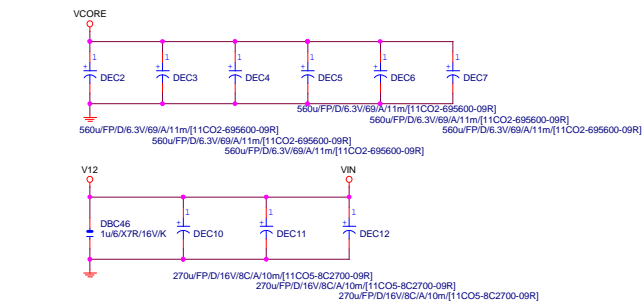 VCORE
1 1 1 1 1 1
+ DEC2 + DEC3 + DEC4 + DEC5 + DEC6 + DEC7
560u/FP/D/6.3V/69/A/11m/[11CO2-695600-09R]
560u/FP/D/6.3V/69/A/11m/[11CO2-695600-09R]
560u/FP/D/6.3V/69/A/11m/[11CO2-695600-09R]
560u/FP/D/6.3V/69/A/11m/[11CO2-695600-09R]
560u/FP/D/6.3V/69/A/11m/[11CO2-695600-09R]
560u/FP/D/6.3V/69/A/11m/[11CO2-695600-09R]
V12 VIN
1 1 1
DBC46
1u/6/X7R/16V/K
+ DEC10 + DEC11 + DEC12
270u/FP/D/16V/8C/A/10m/[11CO5-8C2700-09R]
270u/FP/D/16V/8C/A/10m/[11CO5-8C2700-09R]
270u/FP/D/16V/8C/A/10m/[11CO5-8C2700-09R]